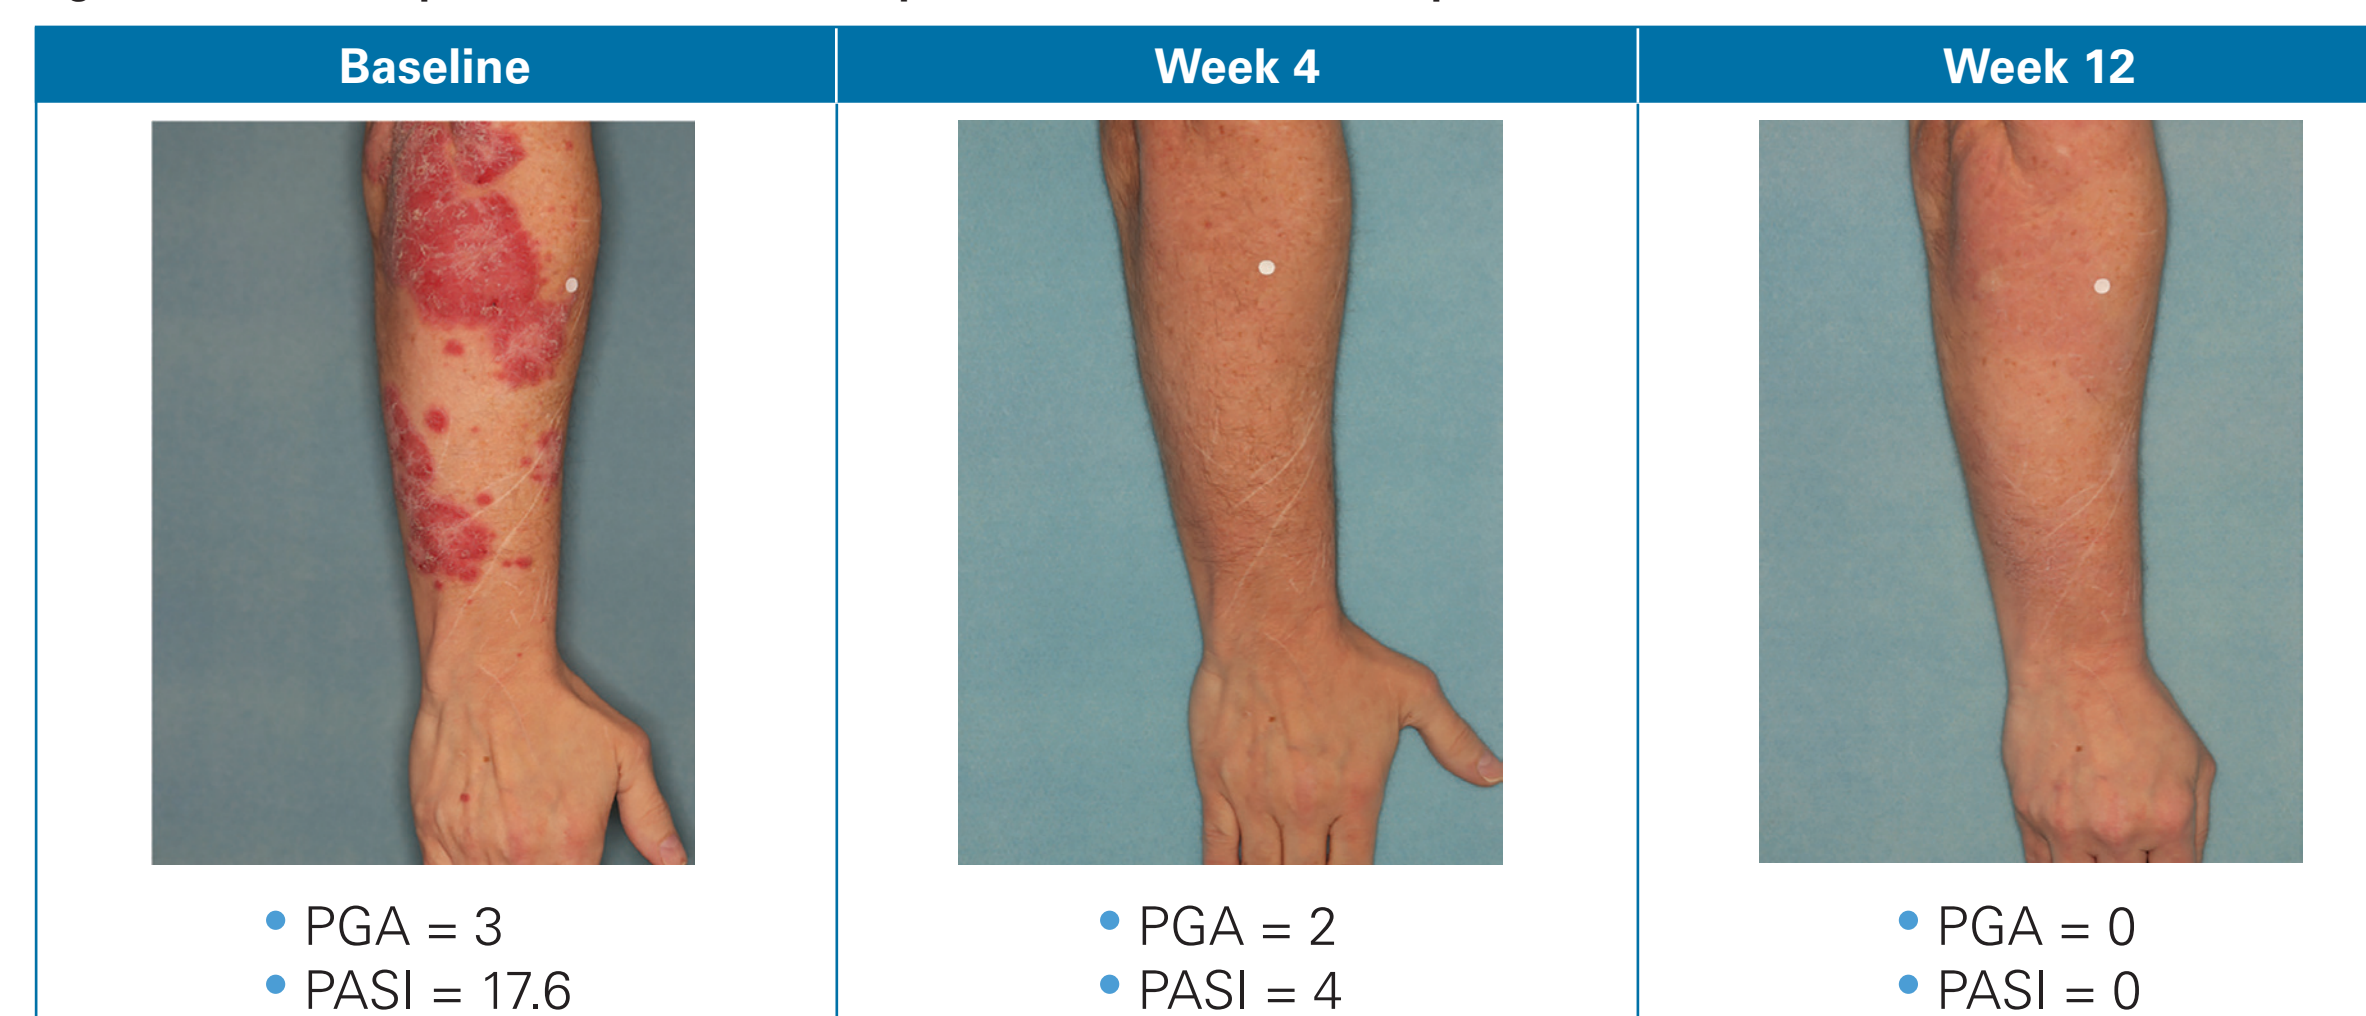 Baseline
Week 4
Week 12
• PGA = 3
• PASI = 17.6
• PGA = 2
• PASI = 4
• PGA = 0
• PASI = 0